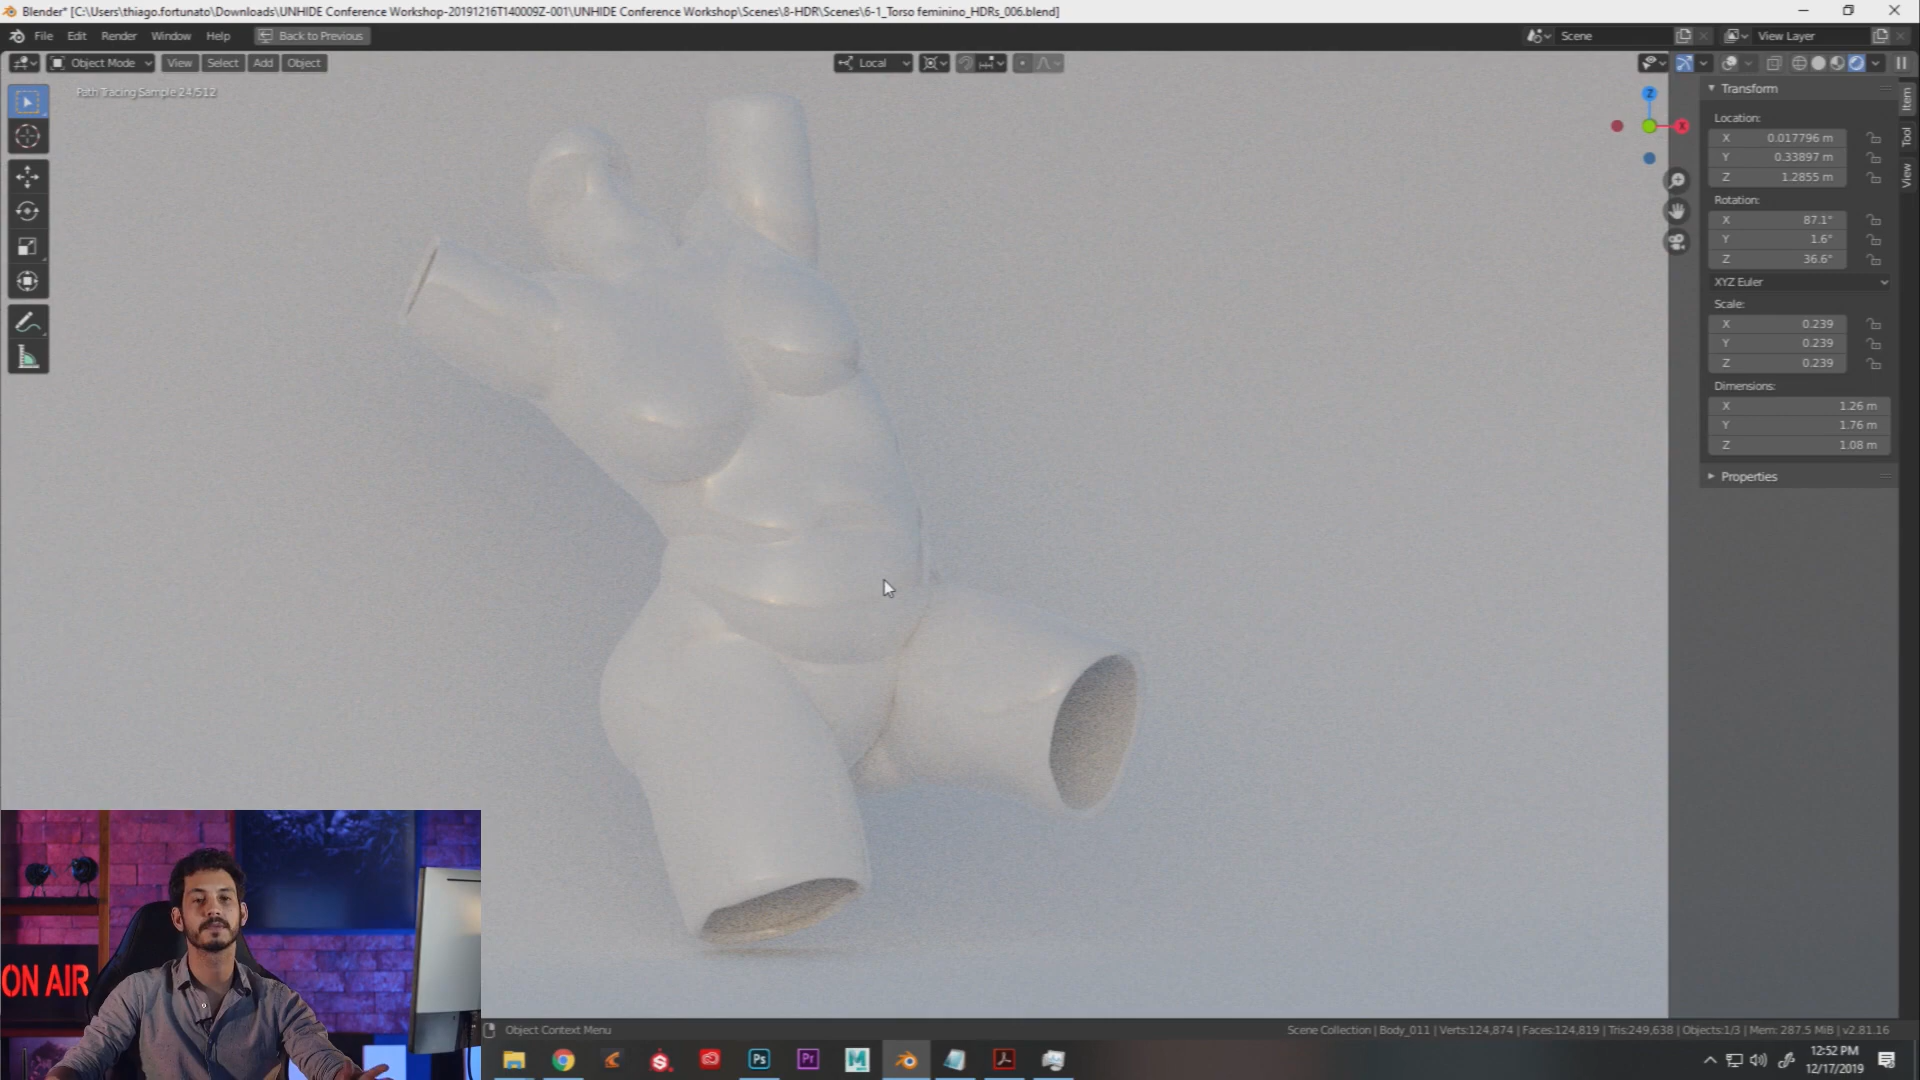 Blender* [C:\Users\thiago.fortunato\Downloads\UNHIDE Conference Workshop-20191216T140009Z-001\UNHIDE Conference Workshop\Scenes\8-HDR\Scenes\6-1_Torso feminino_HDRs_006.blend]
File Edit Render Window Help Back to Previous Scene View Layer
Object Mode View Select Add Object Local
Path Tracing Sample 24/512
Z
X
Transform
Location:
X 0.017796 m
Y 0.33897 m
Z 1.2855 m
Rotation:
X 87.1°
Y 1.6°
Z 36.6°
XYZ Euler
Scale:
X 0.239
Y 0.239
Z 0.239
Dimensions:
X 1.26 m
Y 1.76 m
Z 1.08 m
Properties
Item
Tool
View
ON AIR
Object Context Menu
Scene Collection | Body_011 | Verts:124,874 | Faces:124,819 | Tris:249,638 | Objects:1/3 | Mem: 287.5 MiB | v2.81.16
Ps Pr M
12:52 PM
12/17/2019